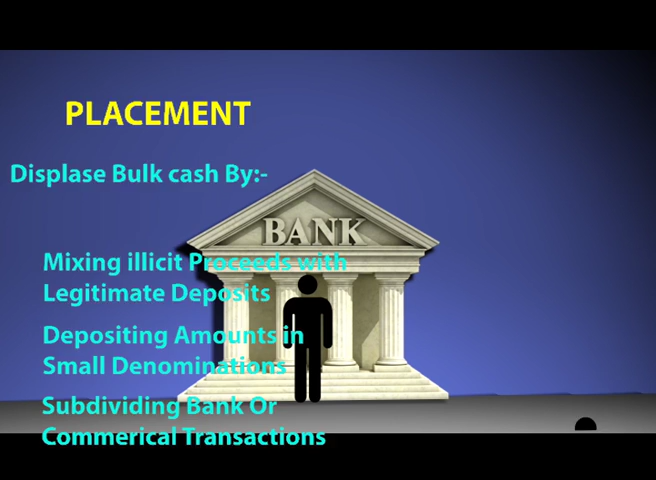 PLACEMENT
Displase Bulk cash By:-
BANK
Mixing illicit Proceeds with
Legitimate Deposits
Depositing Amounts in
Small Denominations
Subdividing Bank Or
Commerical Transactions